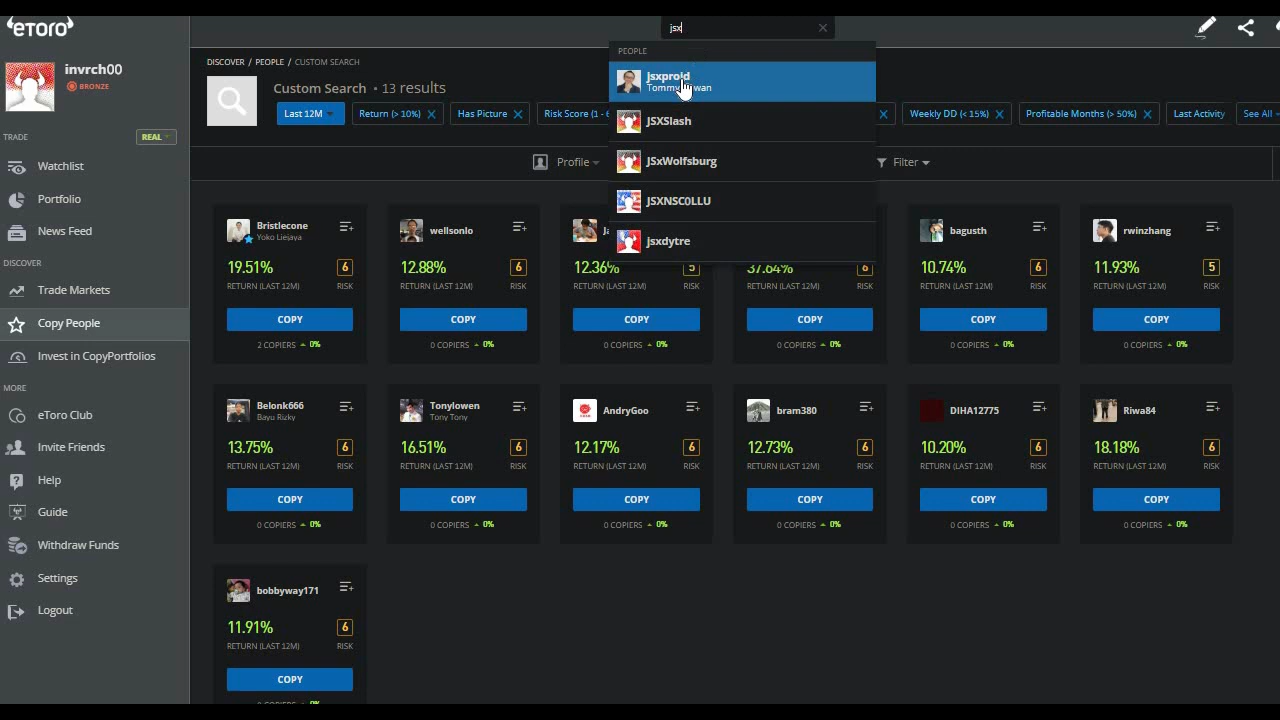 eTORO
jsx
invrch00
BRONZE
TRADE
REAL
Watchlist
Portfolio
News Feed
DISCOVER
Trade Markets
Copy People
Invest in CopyPortfolios
MORE
eToro Club
Invite Friends
Help
Guide
Withdraw Funds
Settings
Logout
DISCOVER / PEOPLE / CUSTOM SEARCH
Custom Search • 13 results
Last 12M Return (> 10%) Has Picture Risk Score (1 - 6 Weekly DD (< 15%) Profitable Months (> 50%) Last Activity See All
Profile Filter
PEOPLE
Jsxprold
JSXSlash
JSxWolfsburg
JSXNSC0LLU
jsxdytre
Bristlecone
Yoko Liejaya
19.51% 6
RETURN (LAST 12M) RISK
COPY
2 COPIERS 0%
wellsonlo
12.88% 6
RETURN (LAST 12M) RISK
COPY
0 COPIERS 0%
12.36% 5
RETURN (LAST 12M) RISK
COPY
0 COPIERS 0%
37.64% 6
RETURN (LAST 12M) RISK
COPY
0 COPIERS 0%
bagusth
10.74% 6
RETURN (LAST 12M) RISK
COPY
0 COPIERS 0%
rwinzhang
11.93% 5
RETURN (LAST 12M) RISK
COPY
0 COPIERS 0%
Belonk666
Bayu Rizky
13.75% 6
RETURN (LAST 12M) RISK
COPY
0 COPIERS 0%
Tonylowen
Tony Tony
16.51% 6
RETURN (LAST 12M) RISK
COPY
0 COPIERS 0%
AndryGoo
12.17% 6
RETURN (LAST 12M) RISK
COPY
0 COPIERS 0%
bram380
12.73% 6
RETURN (LAST 12M) RISK
COPY
0 COPIERS 0%
DIHA12775
10.20% 6
RETURN (LAST 12M) RISK
COPY
0 COPIERS 0%
Riwa84
18.18% 6
RETURN (LAST 12M) RISK
COPY
0 COPIERS 0%
bobbyway171
11.91% 6
RETURN (LAST 12M) RISK
COPY